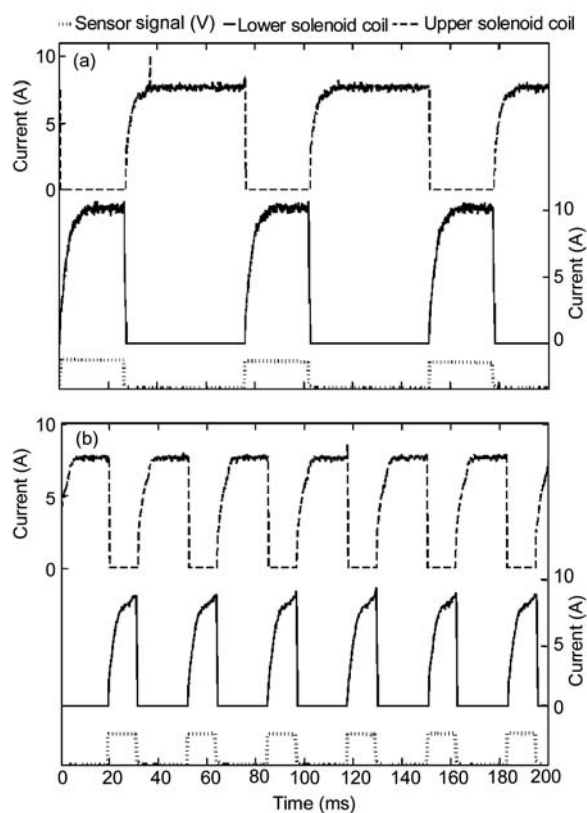 Sensor signal (V) Lower solenoid coil Upper solenoid coil
(a)
10
5
0
Current (A)
10
5
0
Current (A)
(b)
10
5
0
Current (A)
10
5
0
Current (A)
0 20 40 60 80 100 120 140 160 180 200
Time (ms)